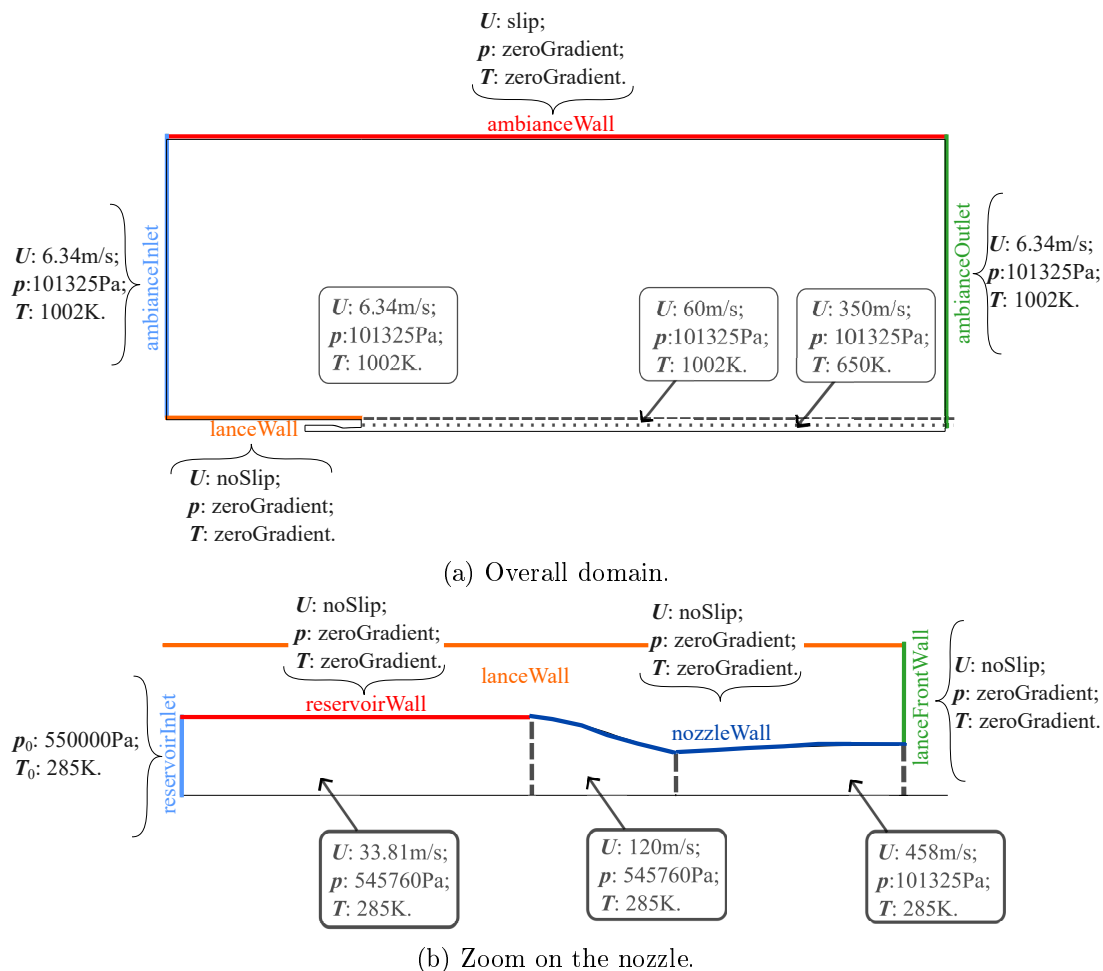 U: slip;
p: zeroGradient;
T: zeroGradient.
ambianceWall
ambianceInlet
U: 6.34m/s;
p:101325Pa;
T: 1002K.
U: 6.34m/s;
p:101325Pa;
T: 1002K.
U: 60m/s;
p:101325Pa;
T: 1002K.
U: 350m/s;
p: 101325Pa;
T: 650K.
ambianceOutlet
U: 6.34m/s;
p:101325Pa;
T: 1002K.
lanceWall
U: noSlip;
p: zeroGradient;
T: zeroGradient.
(a) Overall domain.
U: noSlip;
p: zeroGradient;
T: zeroGradient.
reservoirWall
lanceWall
U: noSlip;
p: zeroGradient;
T: zeroGradient.
nozzleWall
lanceFrontWall
U: noSlip;
p: zeroGradient;
T: zeroGradient.
p0: 550000Pa;
T0: 285K.
reservoirInlet
U: 33.81m/s;
p: 545760Pa;
T: 285K.
U: 120m/s;
p: 545760Pa;
T: 285K.
U: 458m/s;
p:101325Pa;
T: 285K.
(b) Zoom on the nozzle.